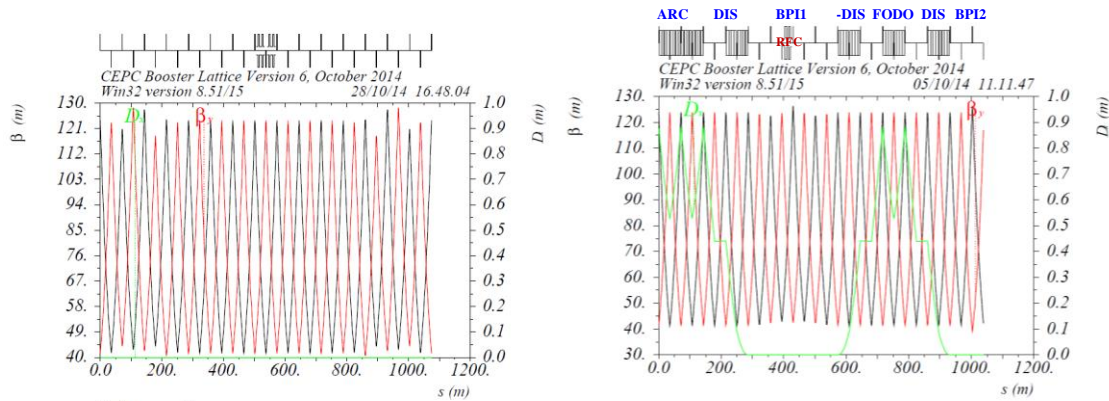 CEPC Booster Lattice Version 6, October 2014
Win32 version 8.51/15 28/10/14 16.48.04
β (m)
D (m)
130.
121.
112.
103.
94.
85.
76.
67.
58.
49.
40.
Dx
βy
1.0
0.9
0.8
0.7
0.6
0.5
0.4
0.3
0.2
0.1
0.0
0.0 200. 400. 600. 800. 1000. 1200.
s (m)
ARC DIS BPI1 -DIS FODO DIS BPI2
RFC
CEPC Booster Lattice Version 6, October 2014
Win32 version 8.51/15 05/10/14 11.11.47
β (m)
D (m)
130.
120.
110.
100.
90.
80.
70.
60.
50.
40.
30.
Dx
βy
1.0
0.9
0.8
0.7
0.6
0.5
0.4
0.3
0.2
0.1
0.0
0.0 200. 400. 600. 800. 1000. 1200.
s (m)